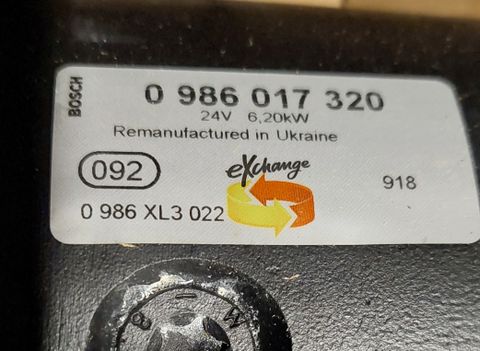 BOSCH
0 986 017 320
24V 6,20kW
Remanufactured in Ukraine
092
eXchange
918
0 986 XL3 022